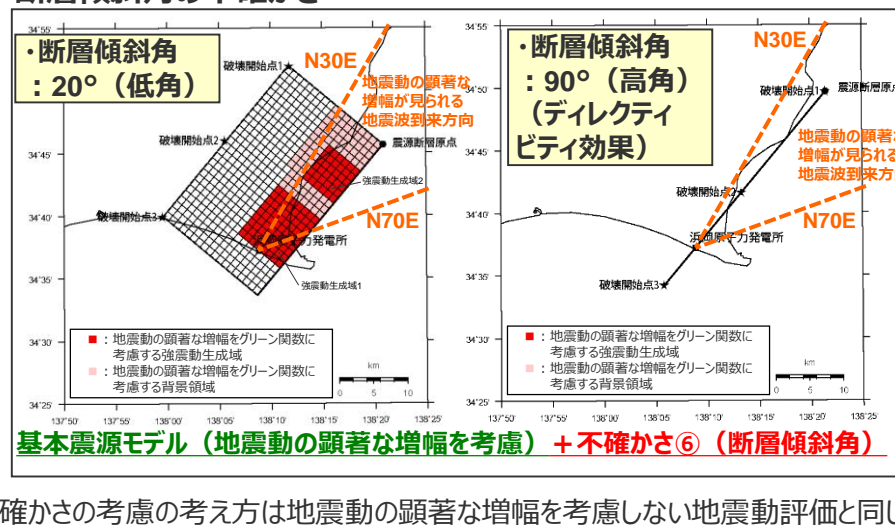 ・断層傾斜角
：20°（低角）
N30E
地震動の顕著な
増幅が見られる
地震波到来方向
破壊開始点1
震源断層原点
破壊開始点2
強震動生成域2
破壊開始点3
N70E
強震動生成域1
：地震動の顕著な増幅をグリーン関数に
考慮する強震動生成域
：地震動の顕著な増幅をグリーン関数に
考慮する背景領域
km
0 5 10
34˚55'
34˚50'
34˚45'
34˚40'
34˚35'
34˚30'
34˚25'
137˚50' 137˚55' 138˚00' 138˚05' 138˚10' 138˚15' 138˚20' 138˚25'
・断層傾斜角
：90°（高角）
（ディレクティ
ビティ効果）
N30E
破壊開始点1
震源断層原点
地震動の顕著な
増幅が見られる
地震波到来方
破壊開始点2
N70E
浜岡原子力発電所
破壊開始点3
：地震動の顕著な増幅をグリーン関数に
考慮する強震動生成域
：地震動の顕著な増幅をグリーン関数に
考慮する背景領域
km
0 5 10
34˚55'
34˚50'
34˚45'
34˚40'
34˚35'
34˚30'
34˚25'
137˚50' 137˚55' 138˚00' 138˚05' 138˚10' 138˚15' 138˚20' 138˚25'
基本震源モデル（地震動の顕著な増幅を考慮）＋不確かさ⑥（断層傾斜角）
確かさの考慮の考え方は地震動の顕著な増幅を考慮しない地震動評価と同